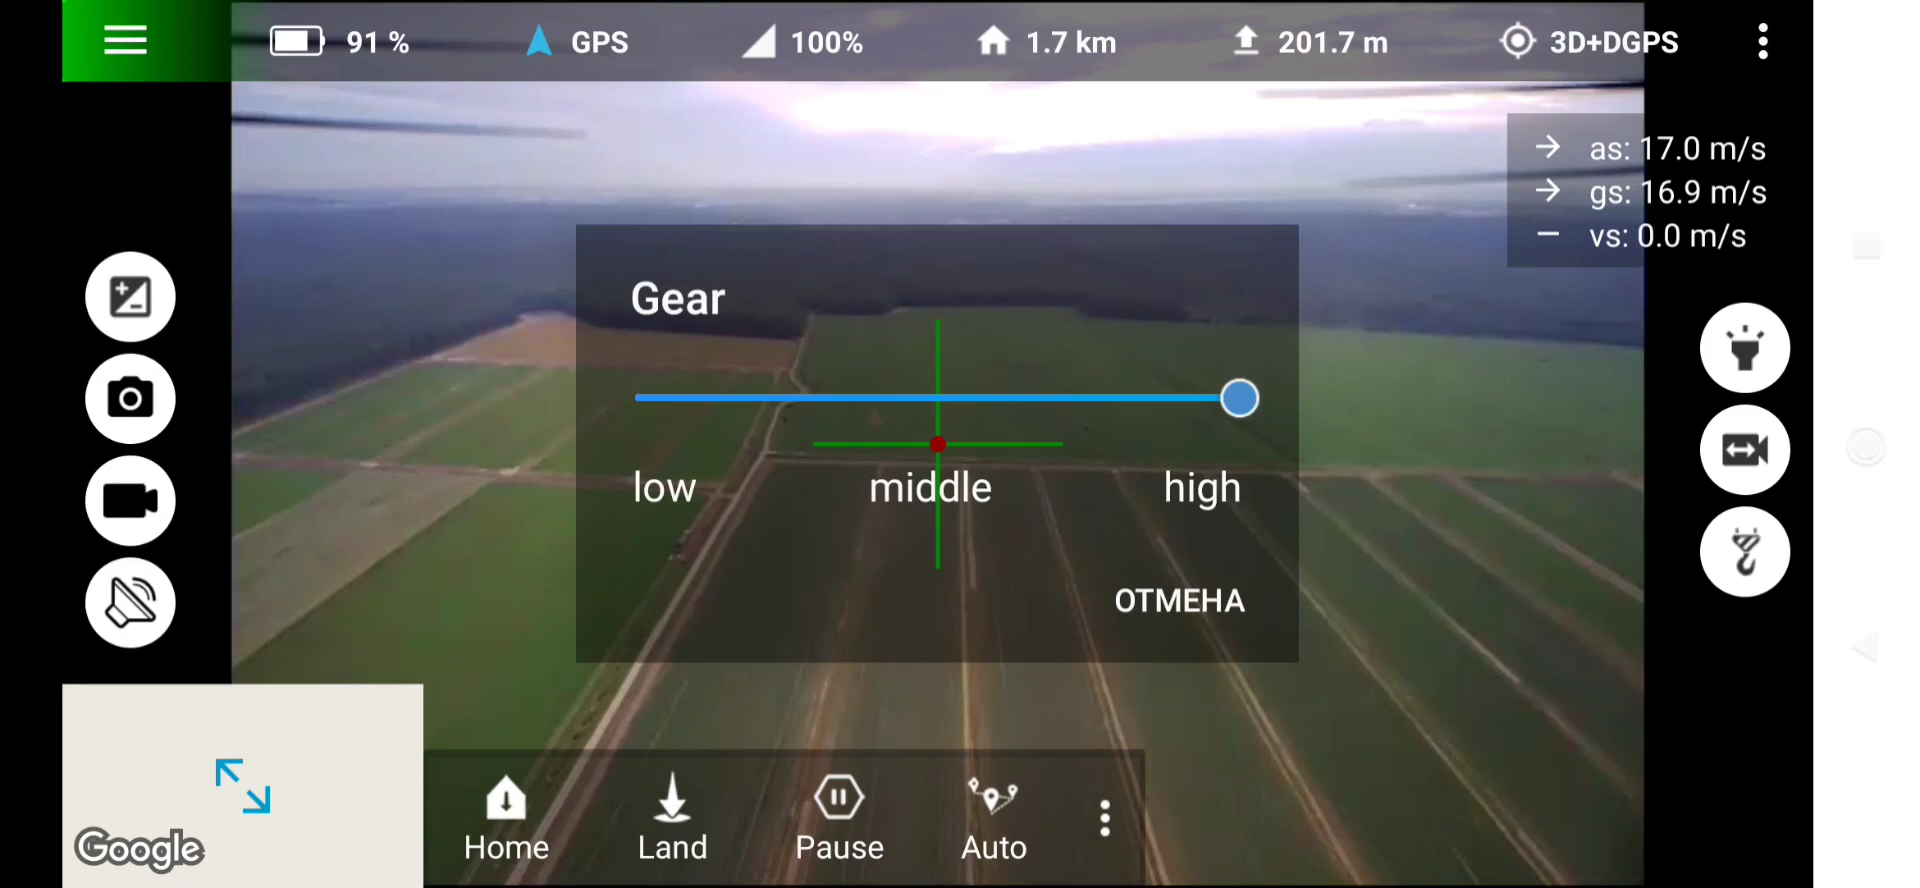 91 %
GPS
100%
1.7 km
201.7 m
3D+DGPS
as: 17.0 m/s
gs: 16.9 m/s
vs: 0.0 m/s
Gear
low middle high
ОТМЕНА
Home Land Pause Auto
Google